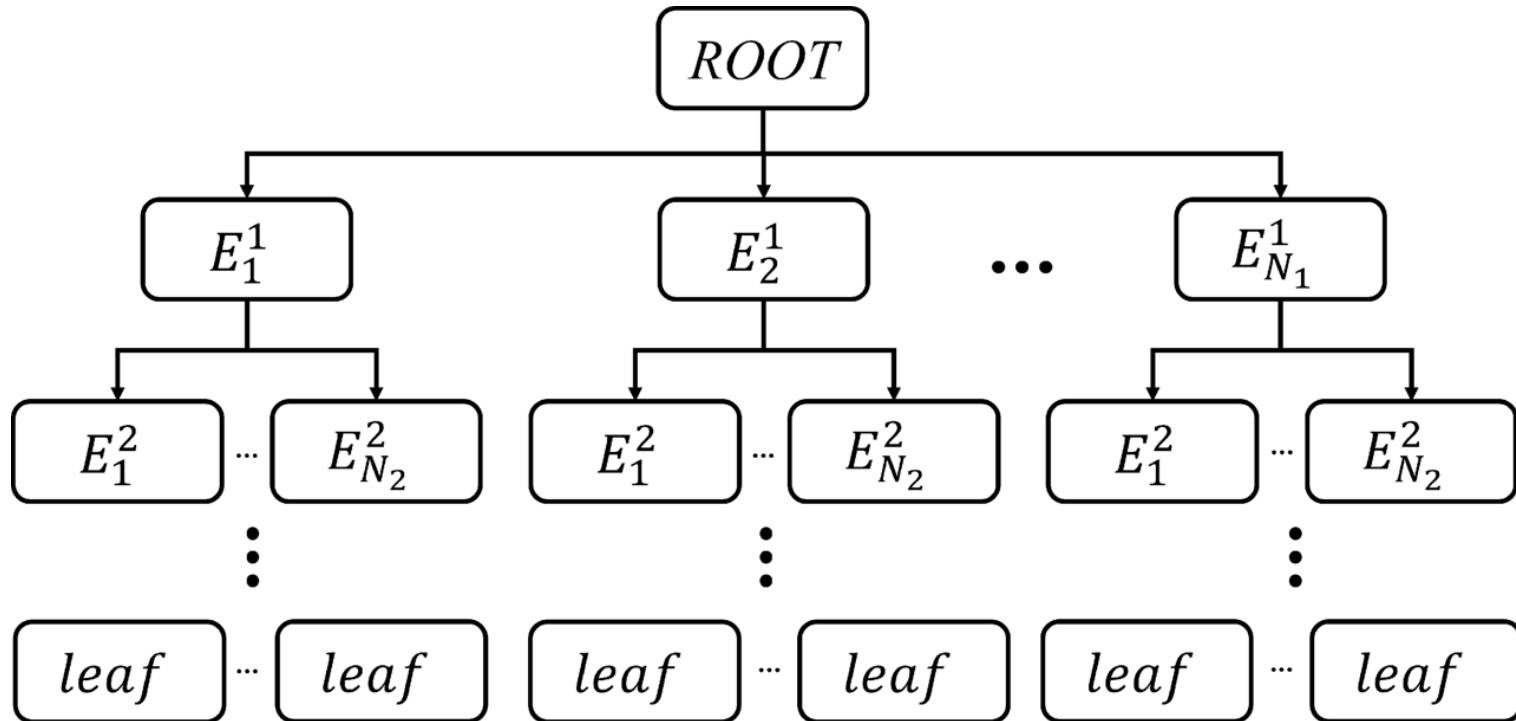 ROOT
E_1^1 E_2^1 ... E_{N_1}^1
E_1^2 ... E_{N_2}^2 E_1^2 ... E_{N_2}^2 E_1^2 ... E_{N_2}^2
leaf ... leaf leaf ... leaf leaf ... leaf